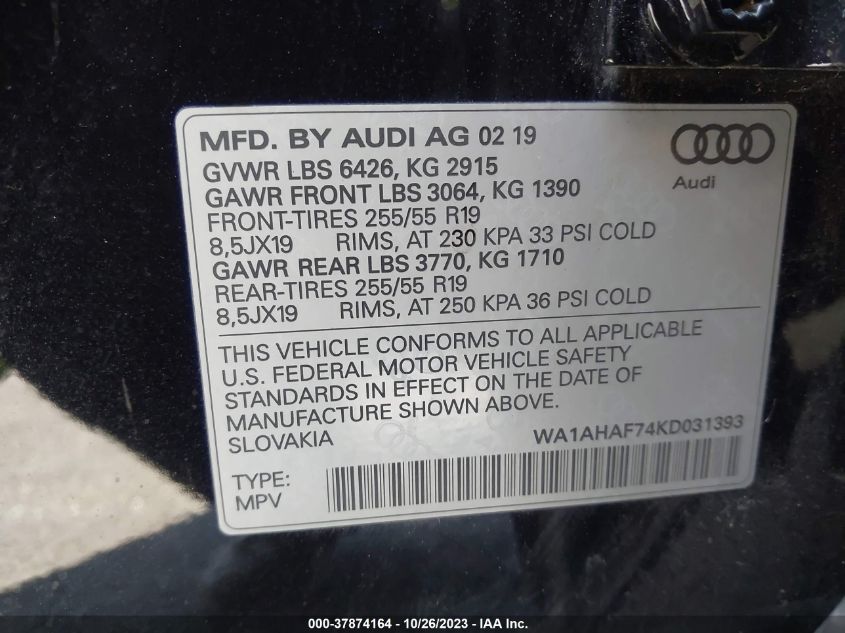 MFD. BY AUDI AG 02 19
GVWR LBS 6426, KG 2915
GAWR FRONT LBS 3064, KG 1390
FRONT-TIRES 255/55 R19
8,5JX19 RIMS, AT 230 KPA 33 PSI COLD
GAWR REAR LBS 3770, KG 1710
REAR-TIRES 255/55 R19
8,5JX19 RIMS, AT 250 KPA 36 PSI COLD
Audi
THIS VEHICLE CONFORMS TO ALL APPLICABLE
U.S. FEDERAL MOTOR VEHICLE SAFETY
STANDARDS IN EFFECT ON THE DATE OF
MANUFACTURE SHOWN ABOVE.
SLOVAKIA WA1AHAF74KD031393
TYPE:
MPV
000-37874164 - 10/26/2023 - IAAI.com